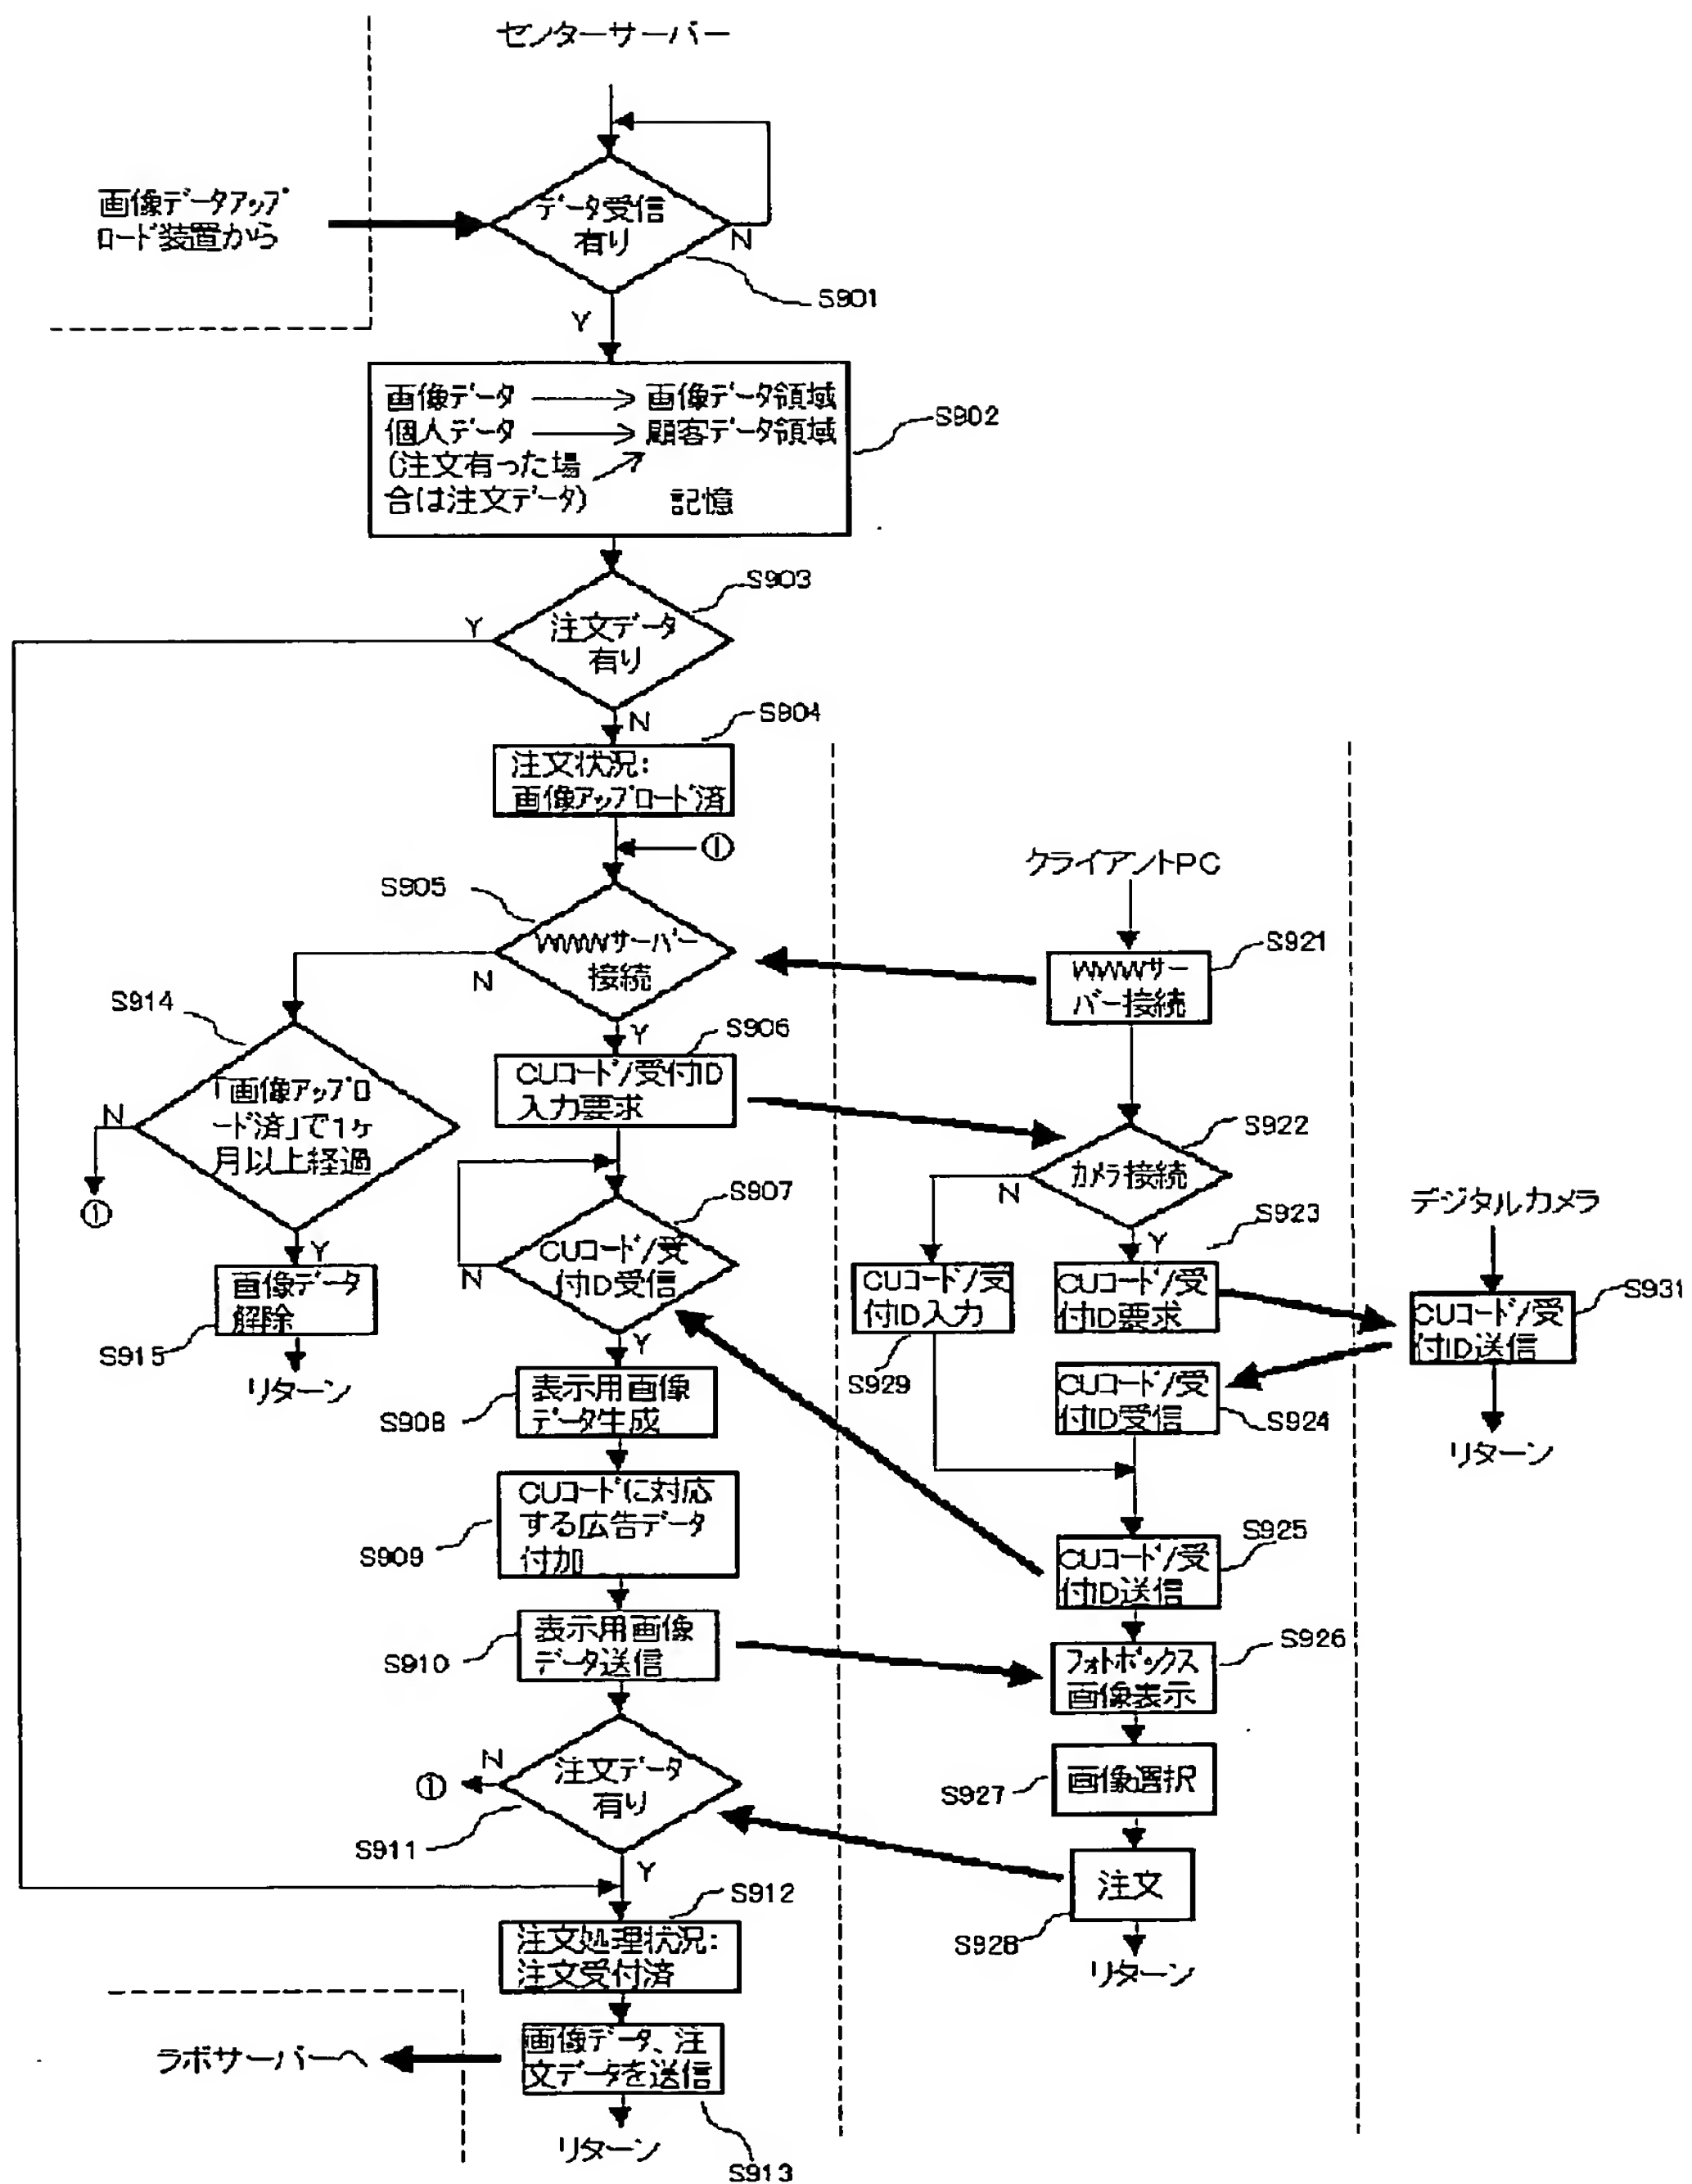 センターサーバー
画像データアップ
ロード装置から
データ受信
有り
N
S901
Y
画像データ → 画像データ領域
個人データ → 顧客データ領域
(注文有った場
合は注文データ) 記憶
S902
S903
Y
注文データ
有り
N
S904
注文状況:
画像アップロード済
①
S905
WWWサーバー
接続
N
Y
S914
「画像アップロ
ード済」で1ヶ
月以上経過
N
①
Y
画像データ
解除
S915
リターン
S906
CUコード/受付ID
入力要求
S907
CUコード/受
付ID受信
N
Y
表示用画像
データ生成
S908
CUコードに対応
する広告データ
付加
S909
表示用画像
データ送信
S910
N
①
注文データ
有り
S911
Y
S912
注文処理状況:
注文受付済
画像データ、注
文データを送信
ラボサーバーへ
リターン
S913
クライアントPC
S921
WWWサー
バー接続
S922
カメラ接続
N
Y
S923
CUコード/受
付ID入力
S929
CUコード/受
付ID要求
CUコード/受
付ID受信
S924
S925
CUコード/受
付ID送信
S926
フォトボックス
画像表示
画像選択
S927
注文
S928
リターン
デジタルカメラ
S931
CUコード/受
付ID送信
リターン